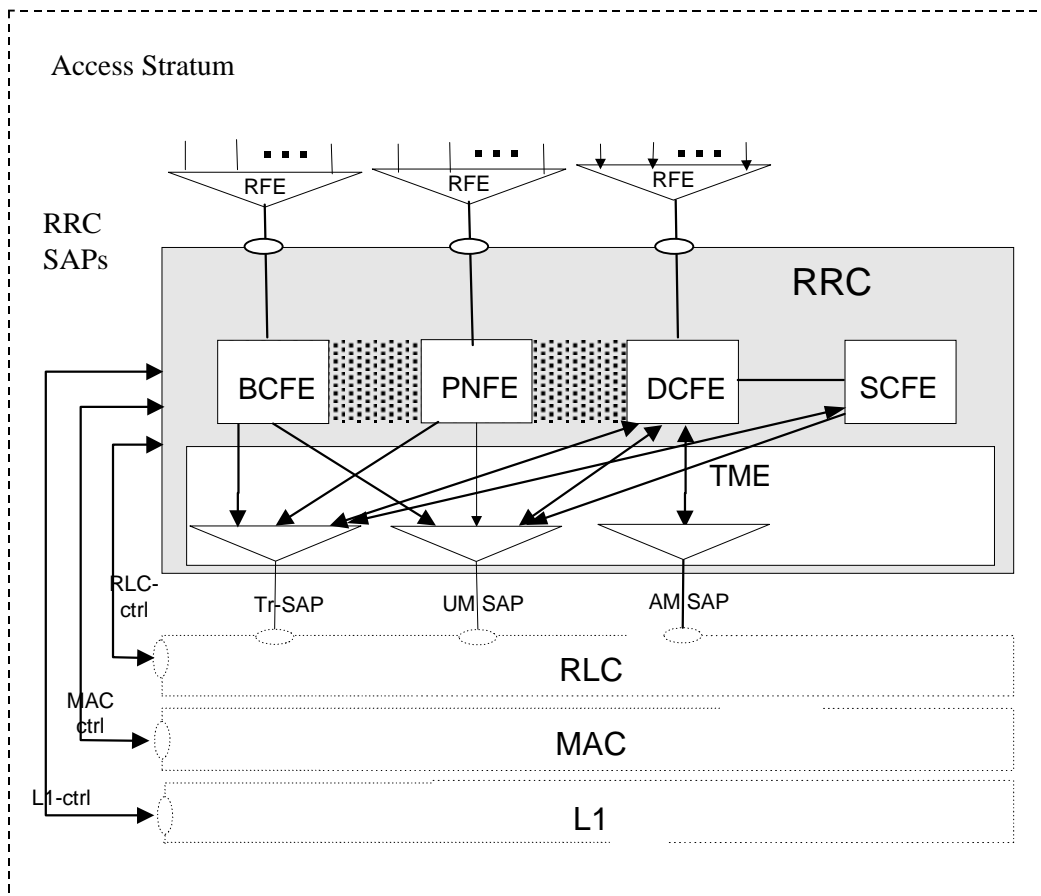 Access Stratum
RFE
RFE
RFE
RRC
SAPs
RRC
BCFE
PNFE
DCFE
SCFE
TME
RLC-
ctrl
Tr-SAP
UM SAP
AM SAP
RLC
MAC
ctrl
MAC
L1-ctrl
L1